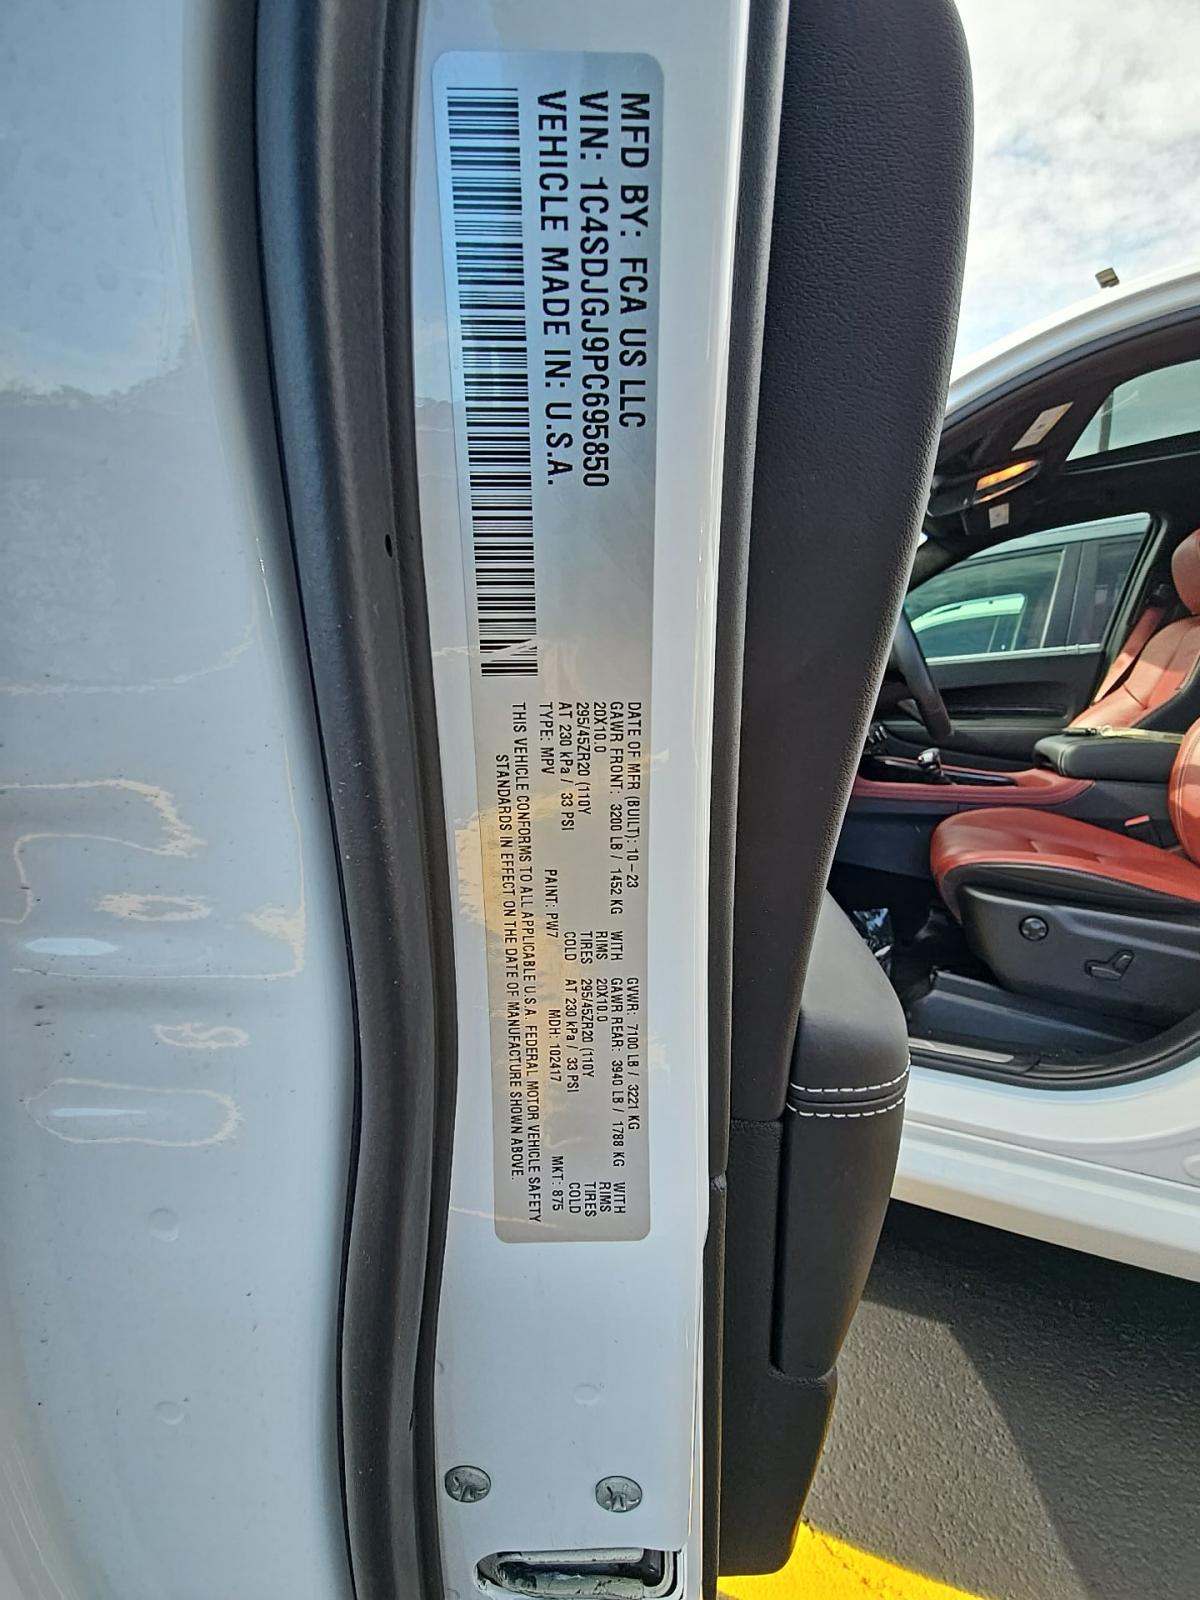 MFD BY: FCA US LLC
VIN: 1C4SDJGJ9PC695850
VEHICLE MADE IN: U.S.A.
DATE OF MFR (BUILT): 10-23 GVWR: 7100 LB / 3221 KG
GAWR FRONT: 3200 LB / 1452 KG WITH GAWR REAR: 3940 LB / 1788 KG WITH
20X10.0 RIMS 20X10.0 RIMS
295/45ZR20 (110Y TIRES 295/45ZR20 (110Y TIRES
AT 230 kPa / 33 PSI COLD AT 230 kPa / 33 PSI COLD
TYPE: MPV PAINT: PW7 MDH: 102417 MKT: 875
THIS VEHICLE CONFORMS TO ALL APPLICABLE U.S.A. FEDERAL MOTOR VEHICLE SAFETY
STANDARDS IN EFFECT ON THE DATE OF MANUFACTURE SHOWN ABOVE.